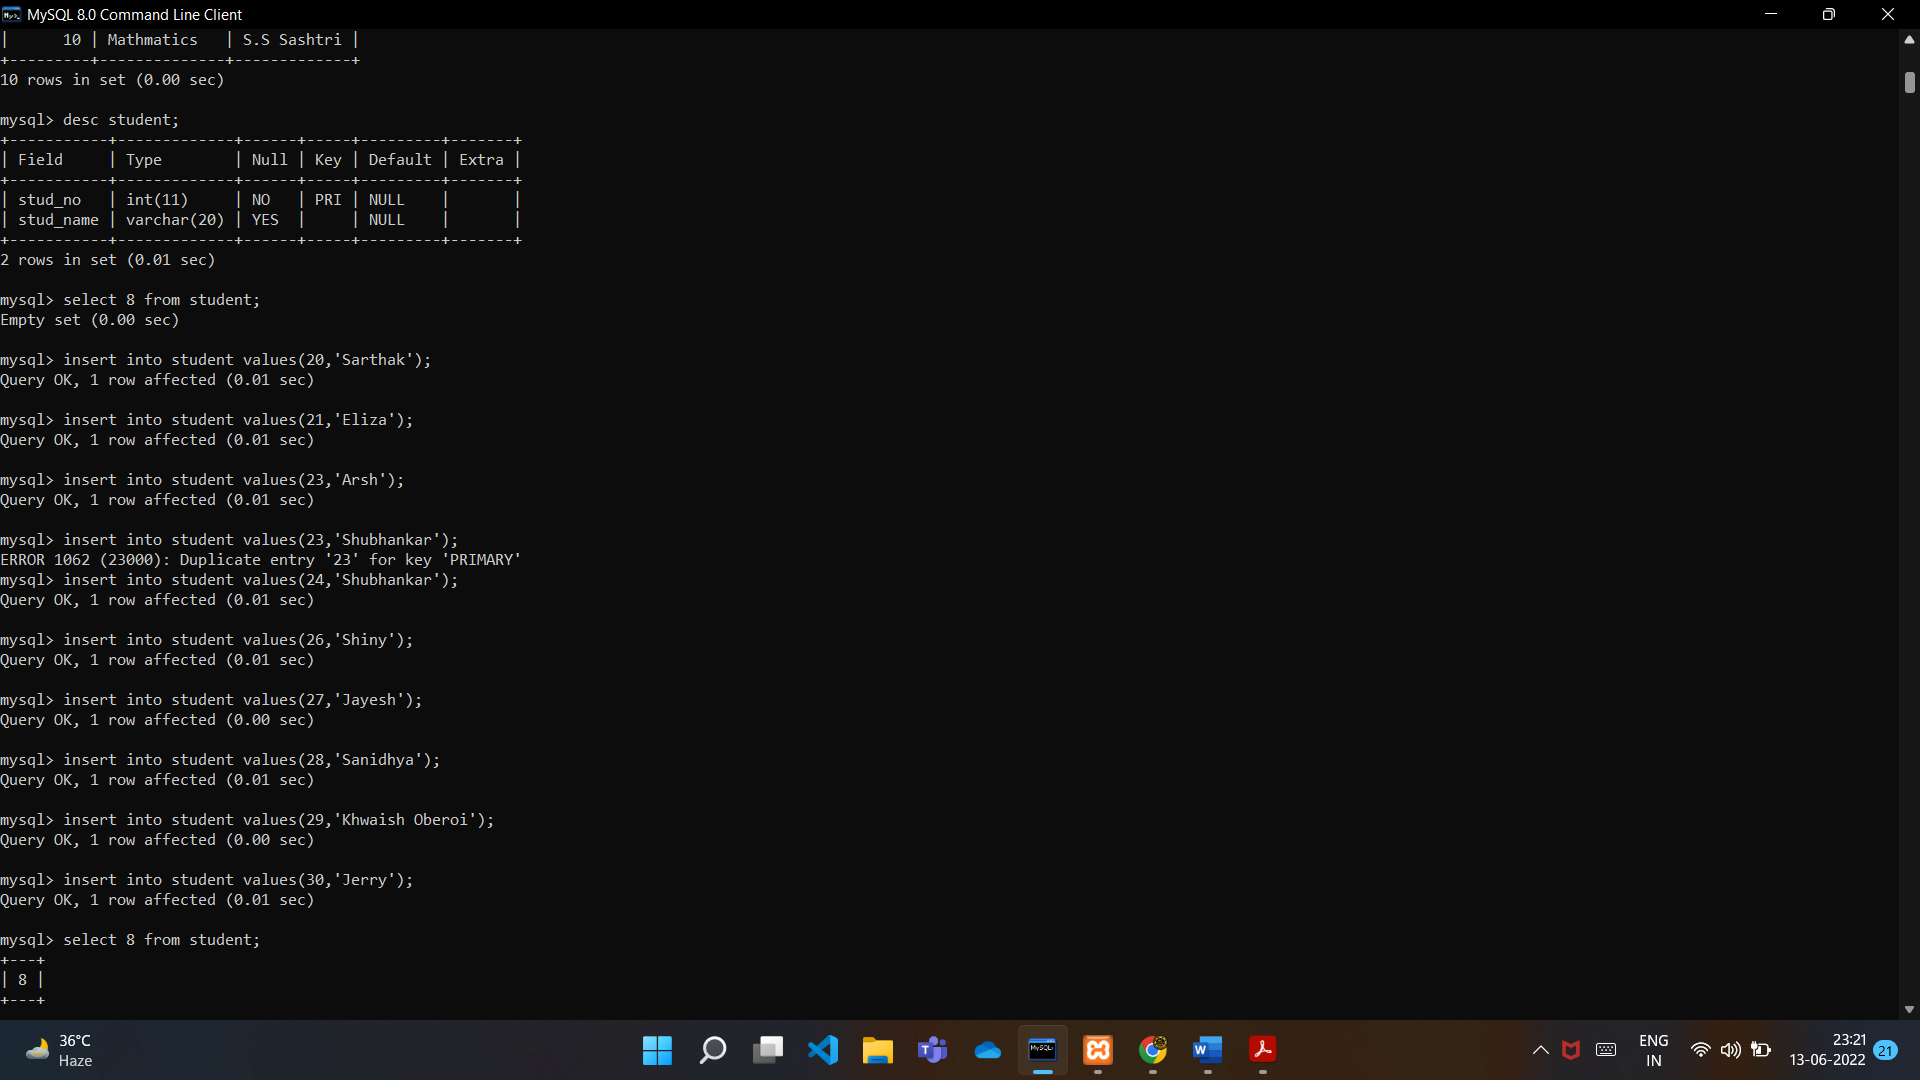 MySQL 8.0 Command Line Client
|      10 | Mathmatics   | S.S Sashtri |
+---------+--------------+-------------+
10 rows in set (0.00 sec)
mysql> desc student;
+-----------+-------------+------+-----+---------+-------+
| Field     | Type        | Null | Key | Default | Extra |
+-----------+-------------+------+-----+---------+-------+
| stud_no   | int(11)     | NO   | PRI | NULL    |       |
| stud_name | varchar(20) | YES  |     | NULL    |       |
+-----------+-------------+------+-----+---------+-------+
2 rows in set (0.01 sec)
mysql> select 8 from student;
Empty set (0.00 sec)
mysql> insert into student values(20,'Sarthak');
Query OK, 1 row affected (0.01 sec)
mysql> insert into student values(21,'Eliza');
Query OK, 1 row affected (0.01 sec)
mysql> insert into student values(23,'Arsh');
Query OK, 1 row affected (0.01 sec)
mysql> insert into student values(23,'Shubhankar');
ERROR 1062 (23000): Duplicate entry '23' for key 'PRIMARY'
mysql> insert into student values(24,'Shubhankar');
Query OK, 1 row affected (0.01 sec)
mysql> insert into student values(26,'Shiny');
Query OK, 1 row affected (0.01 sec)
mysql> insert into student values(27,'Jayesh');
Query OK, 1 row affected (0.00 sec)
mysql> insert into student values(28,'Sanidhya');
Query OK, 1 row affected (0.01 sec)
mysql> insert into student values(29,'Khwaish Oberoi');
Query OK, 1 row affected (0.00 sec)
mysql> insert into student values(30,'Jerry');
Query OK, 1 row affected (0.01 sec)
mysql> select 8 from student;
+---+
| 8 |
+---+
36°C
Haze
ENG
IN
23:21
13-06-2022
21